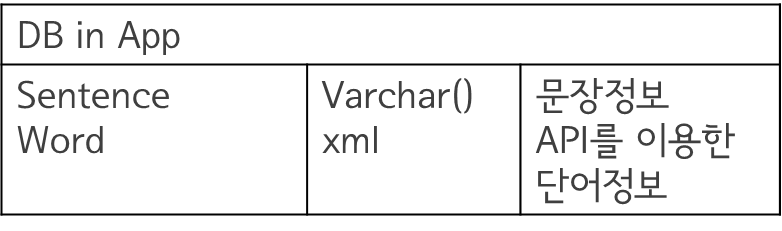 DB in App
Sentence Varchar() 문장정보
Word xml API를 이용한
단어정보